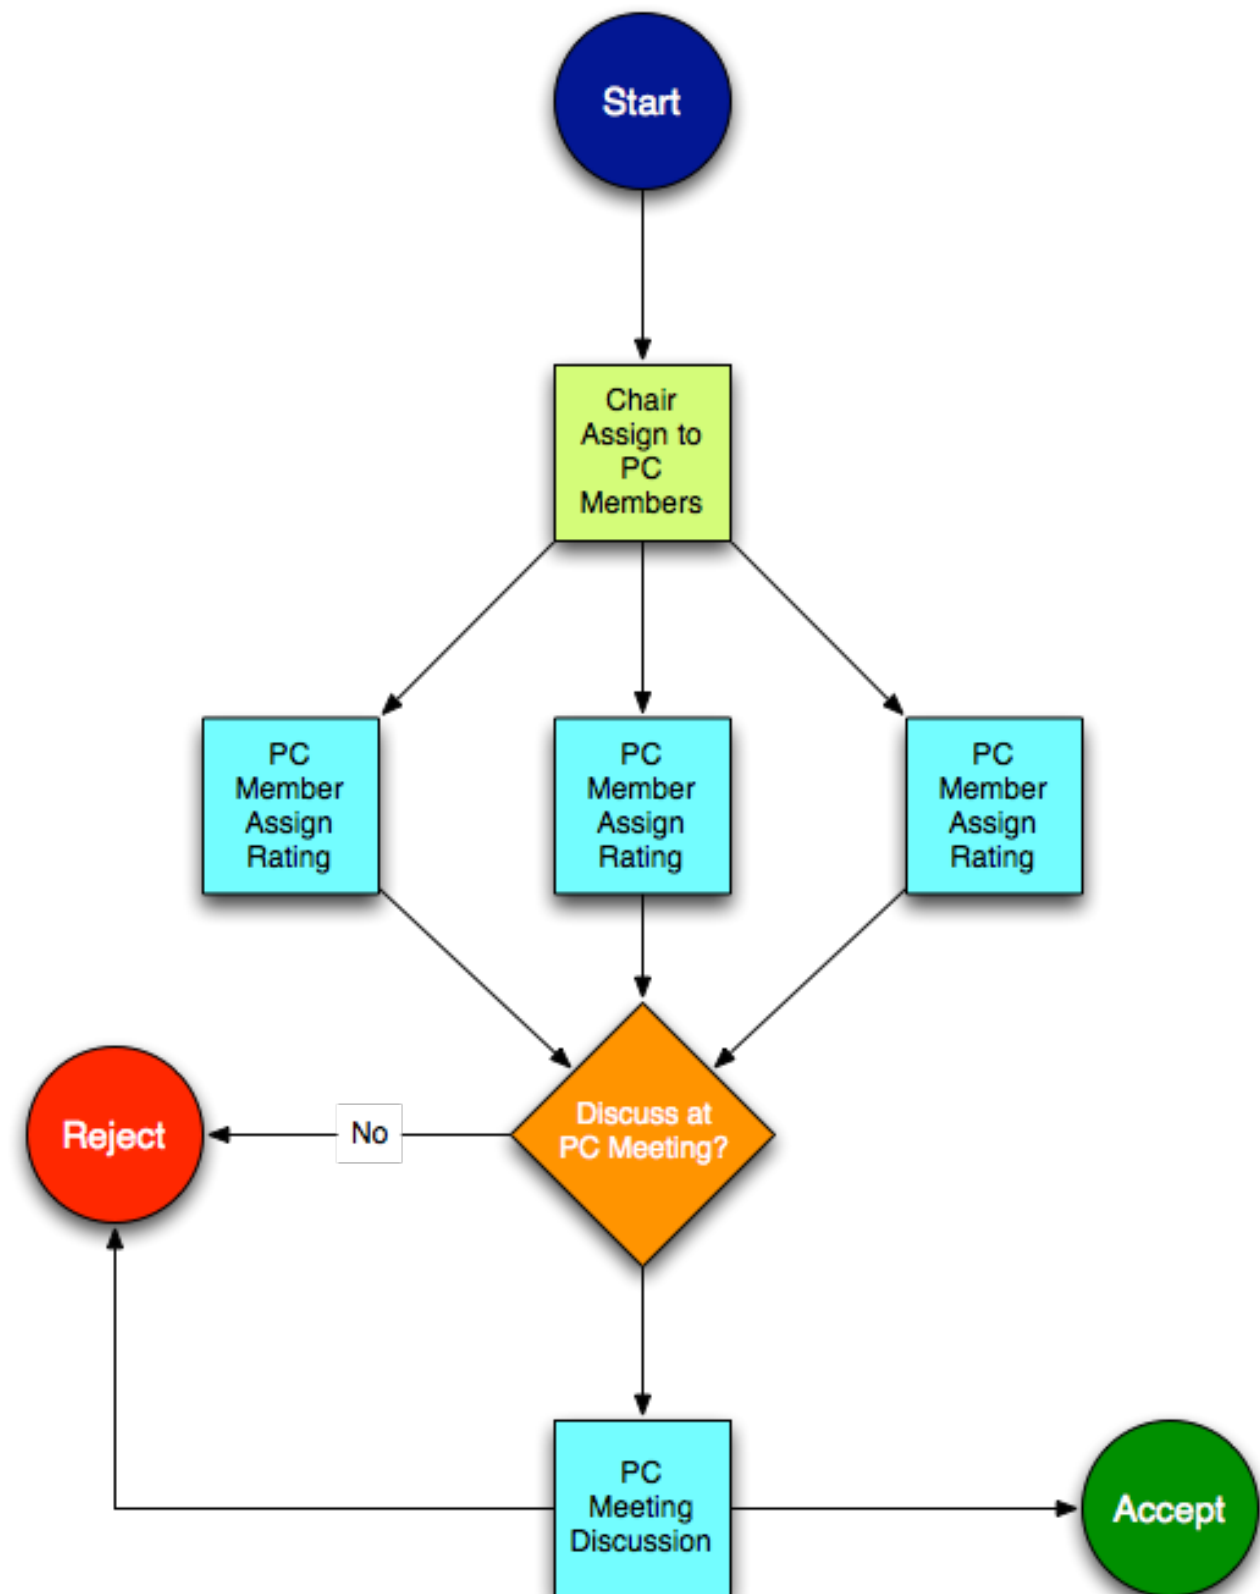 Start
Chair
Assign to
PC
Members
PC
Member
Assign
Rating
PC
Member
Assign
Rating
PC
Member
Assign
Rating
Discuss at
PC Meeting?
No
Reject
PC
Meeting
Discussion
Accept